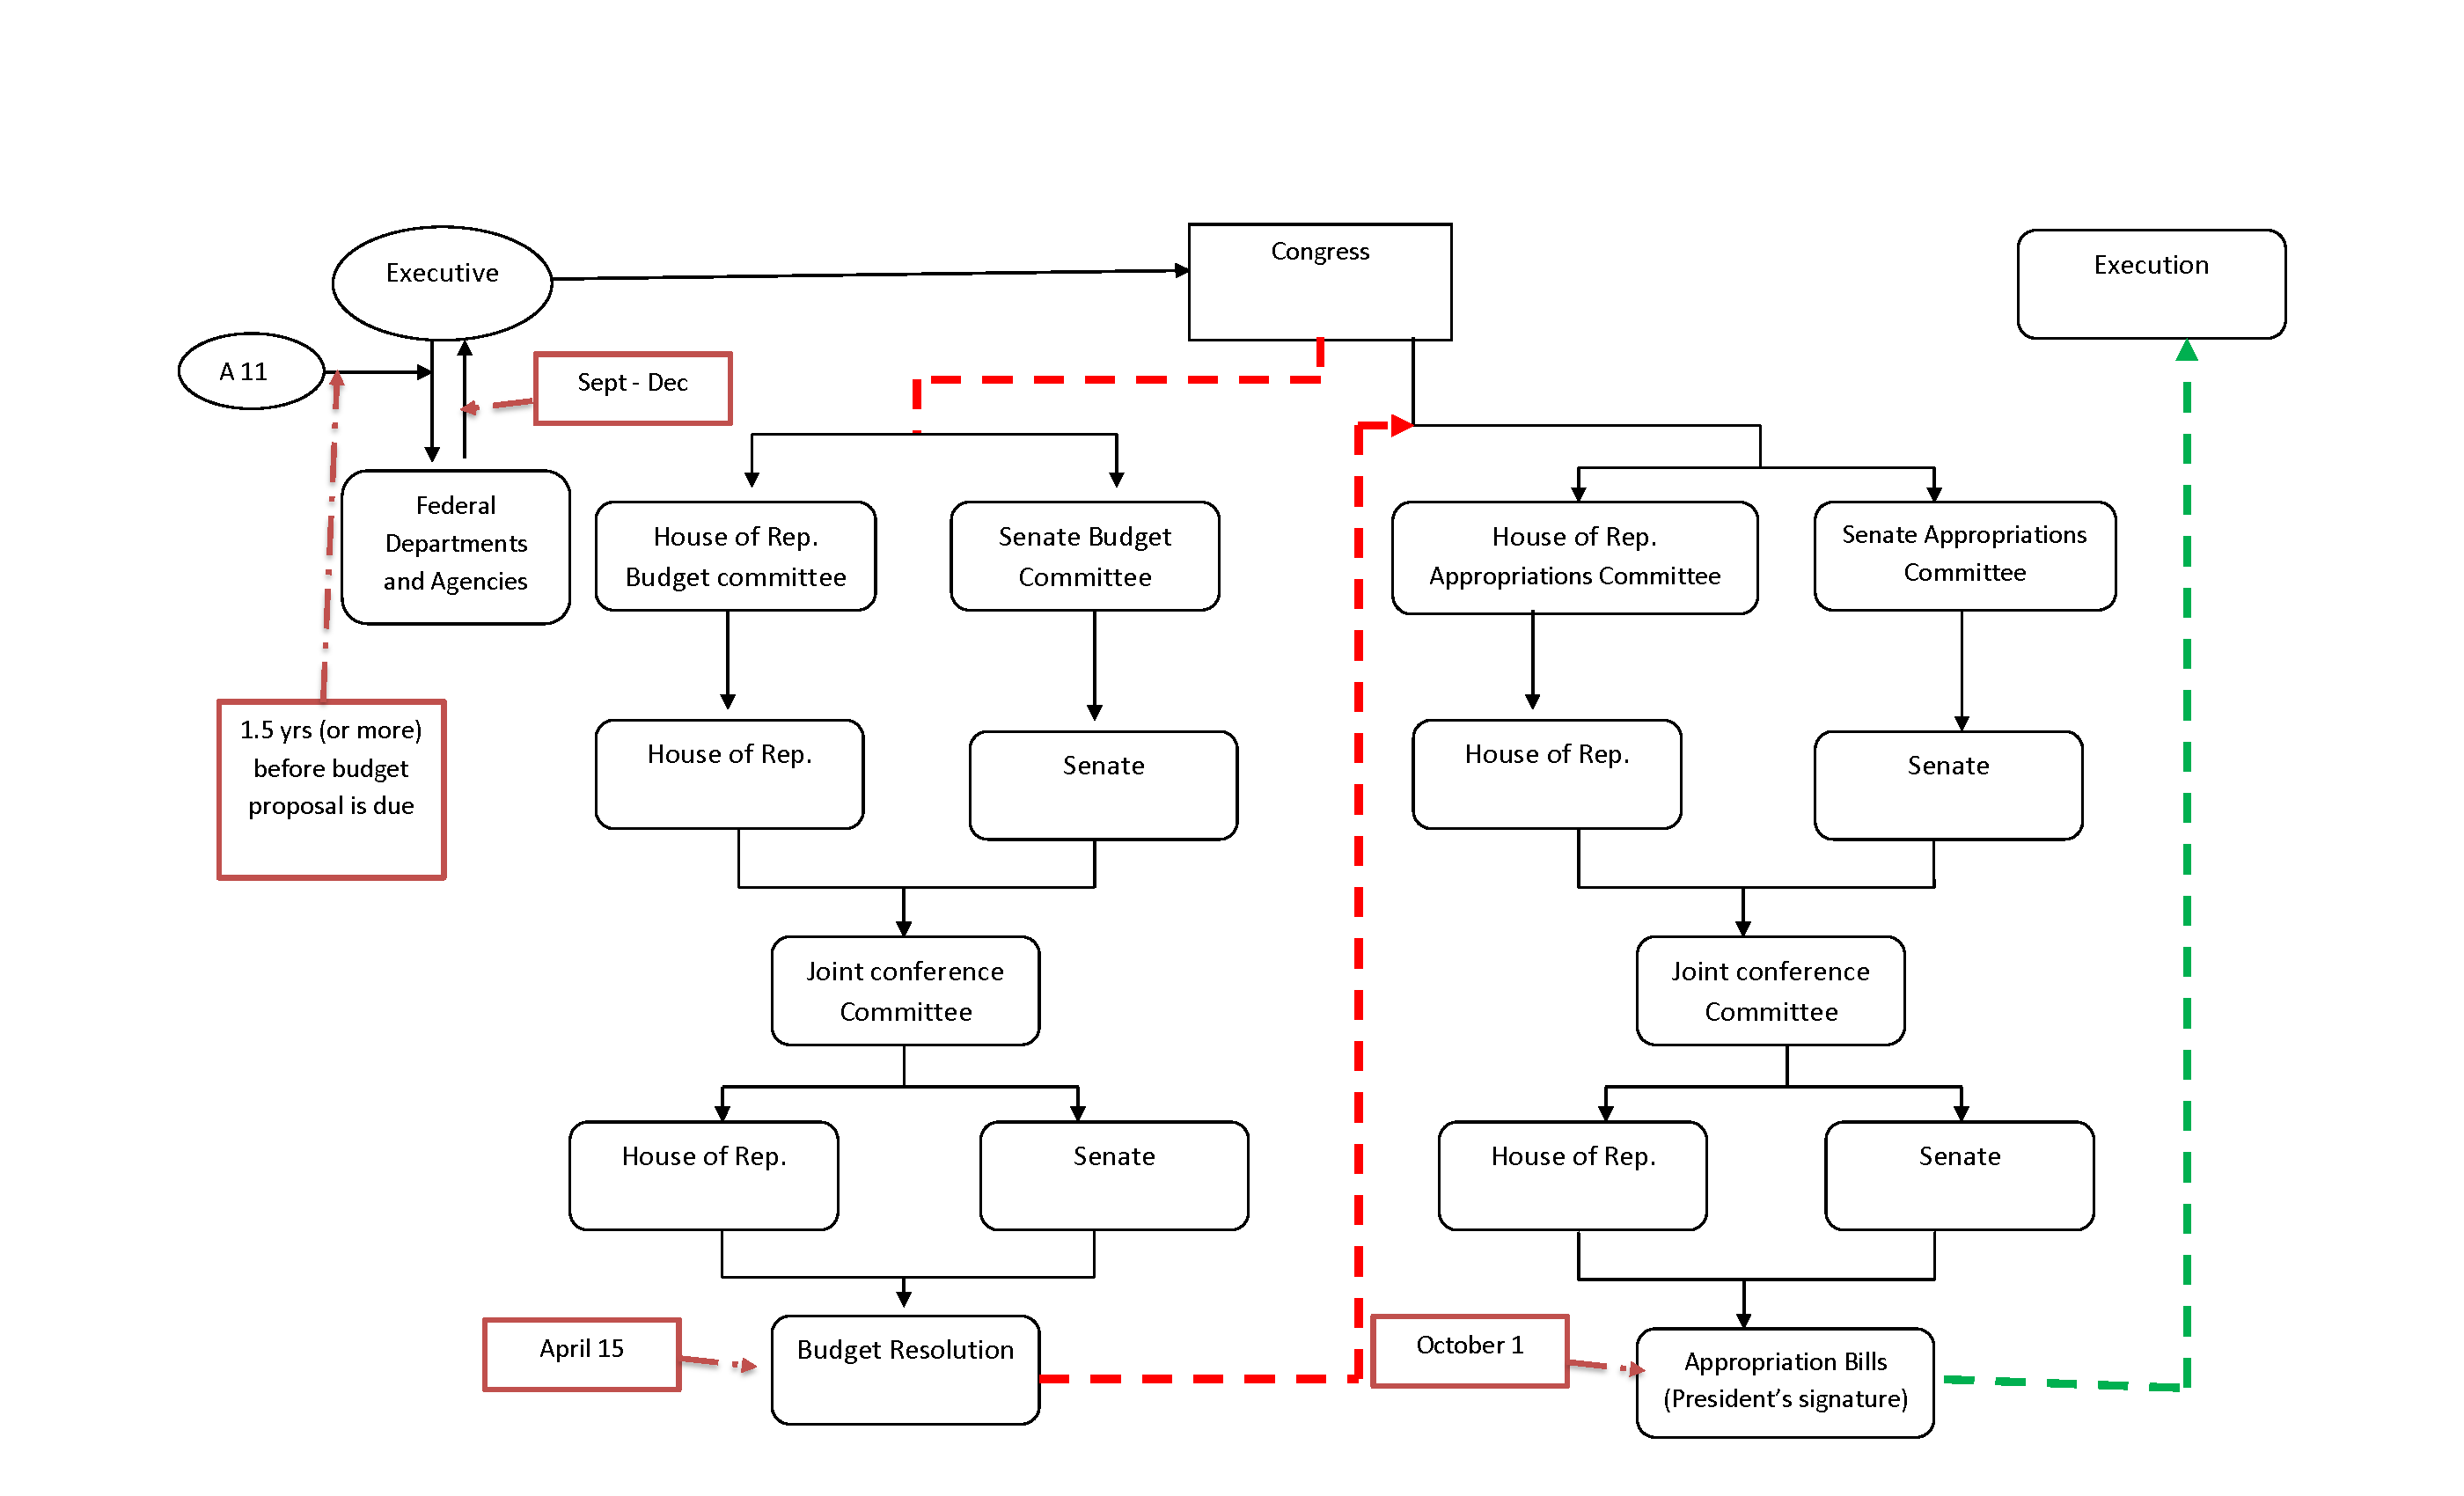 Executive
Congress
Execution
A 11
Sept - Dec
Federal
Departments
and Agencies
House of Rep.
Budget committee
Senate Budget
Committee
House of Rep.
Appropriations Committee
Senate Appropriations
Committee
1.5 yrs (or more)
before budget
proposal is due
House of Rep.
Senate
House of Rep.
Senate
Joint conference
Committee
Joint conference
Committee
House of Rep.
Senate
House of Rep.
Senate
April 15
Budget Resolution
October 1
Appropriation Bills
(President’s signature)